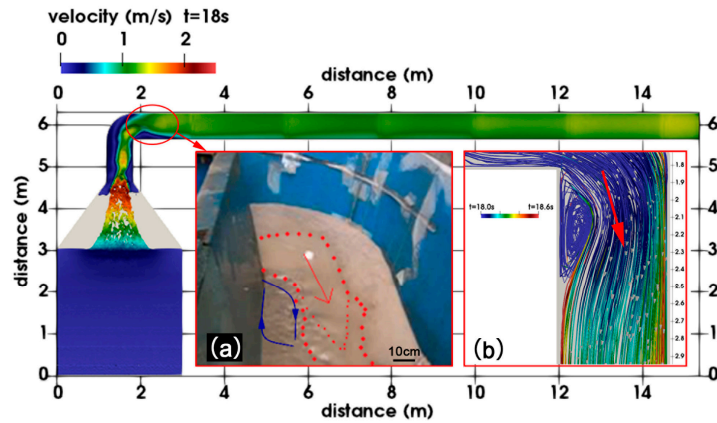 velocity (m/s) t=18s
0 1 2
distance (m)
0 2 4 6 8 10 12 14
distance (m)
6
5
4
3
2
1
0
distance (m)
6
5
4
3
2
1
0
(a)
10cm
t=18.0s t=18.6s
1.8
1.9
2
2.1
2.2
2.3
2.4
2.5
2.6
2.7
2.8
2.9
(b)
0 2 4 6 8 10 12 14
distance (m)